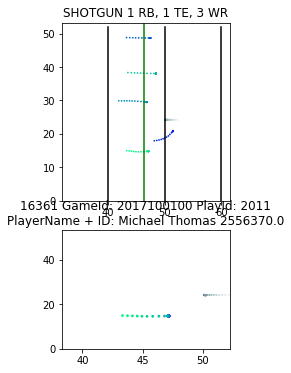 SHOTGUN 1 RB, 1 TE, 3 WR
50
40
30
20
10
0
40 50 60
16361 GameId: 2017100100 PlayId: 2011
PlayerName + ID: Michael Thomas 2556370.0
40
20
0
40 45 50